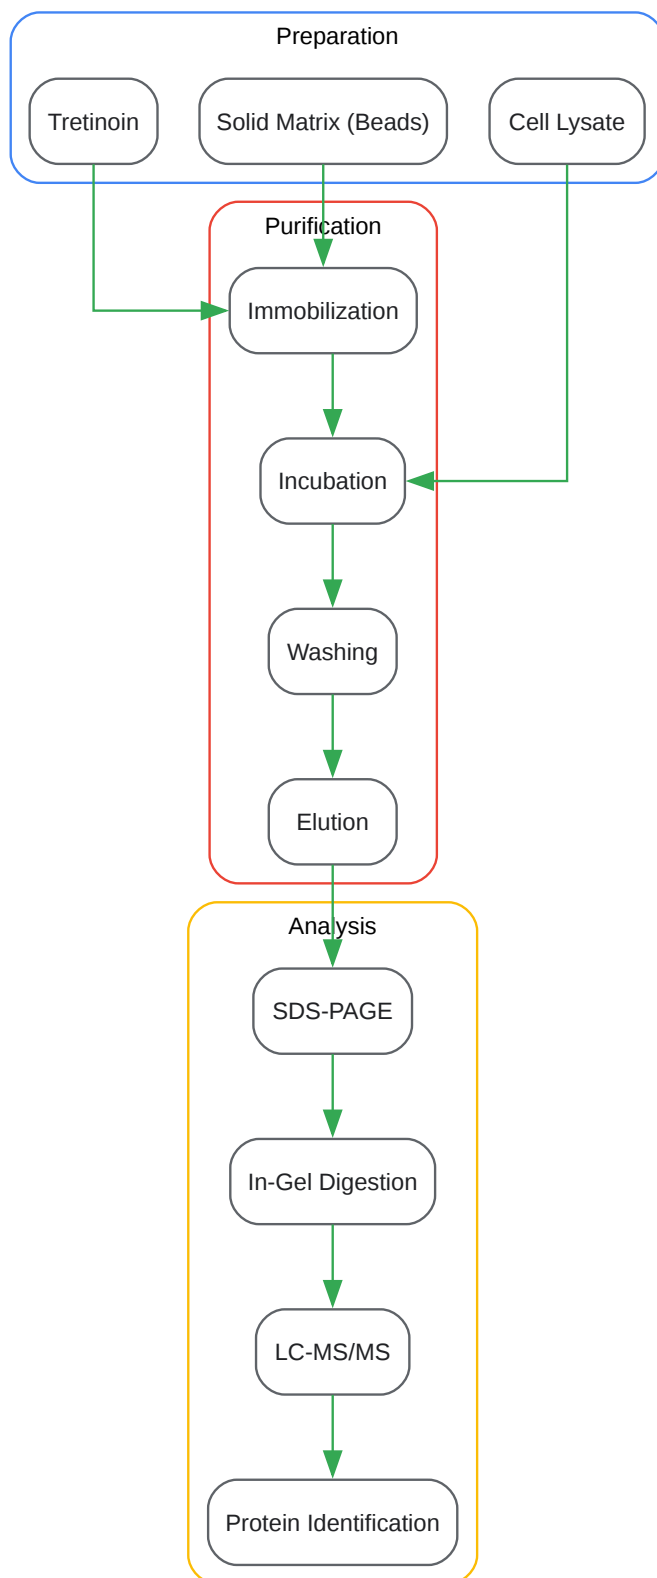 Preparation
Tretinoin
Solid Matrix (Beads)
Cell Lysate
Purification
Immobilization
Incubation
Washing
Elution
Analysis
SDS-PAGE
In-Gel Digestion
LC-MS/MS
Protein Identification